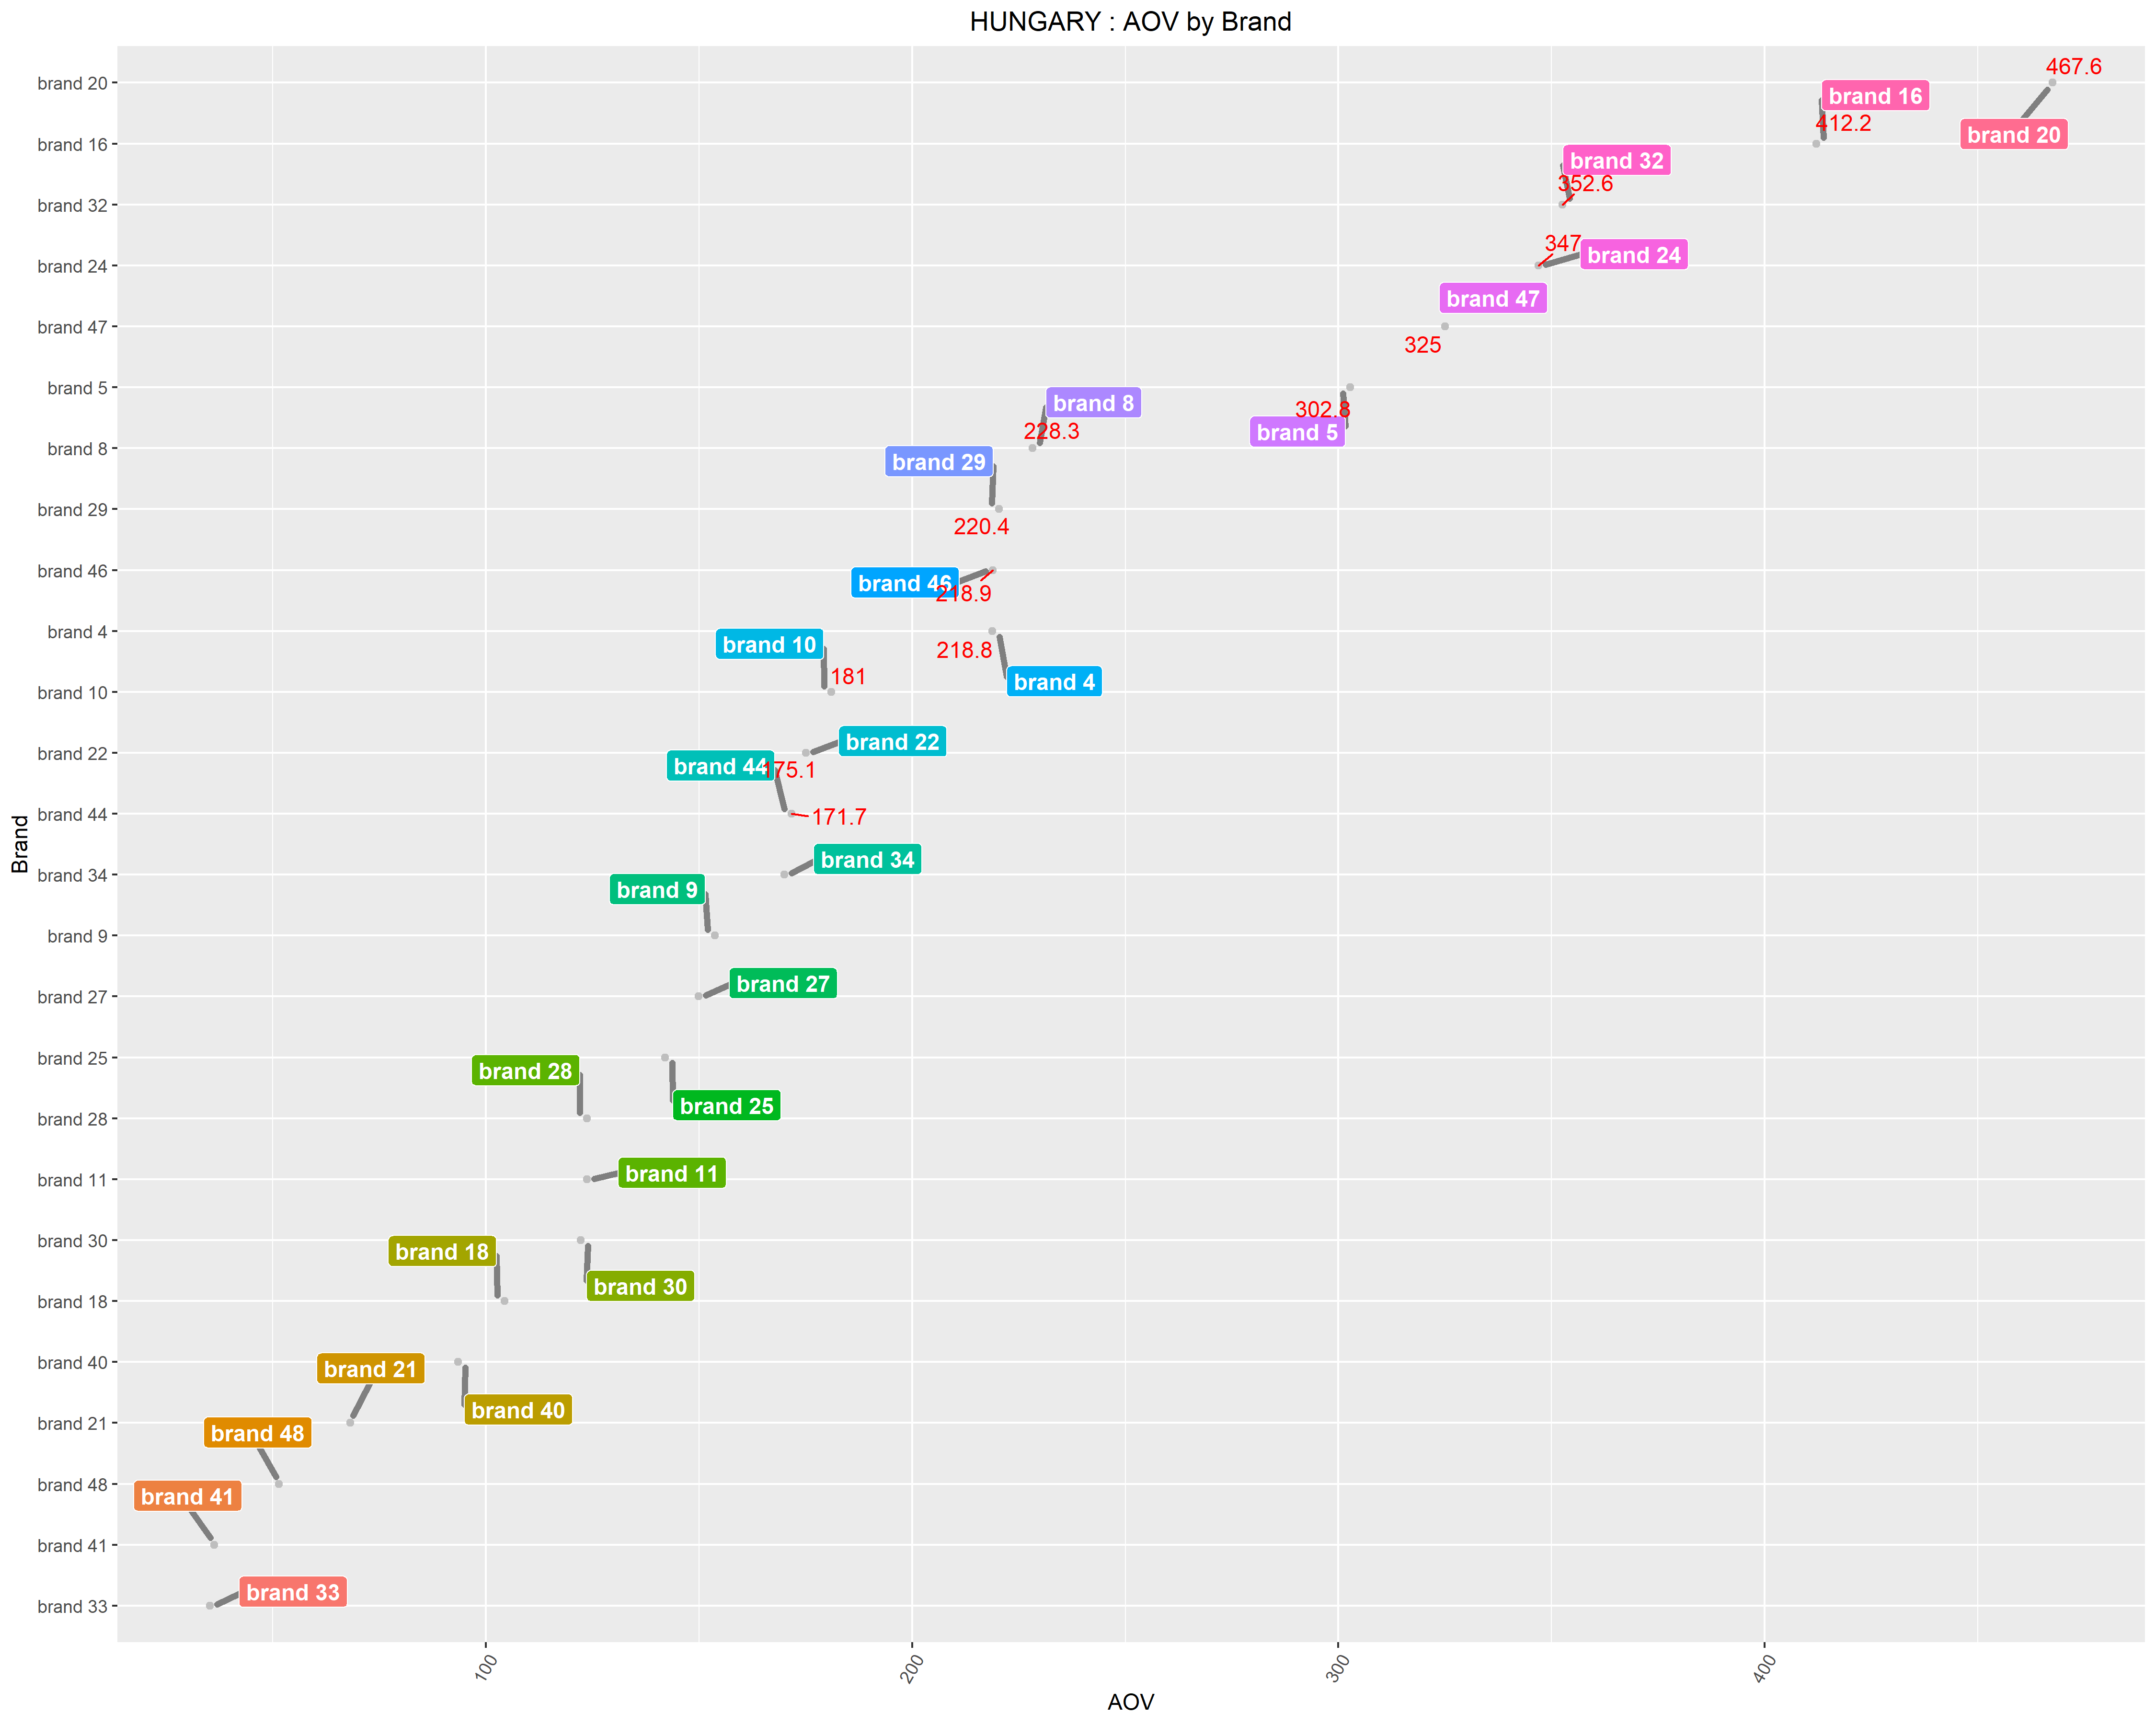 HUNGARY : AOV by Brand
467.6
brand 20
brand 16
412.2
brand 20
brand 16
brand 32
352.6
brand 32
347
brand 24
brand 24
brand 47
brand 47
325
brand 5
brand 8
302.8
228.3
brand 5
brand 8
brand 29
brand 29
220.4
brand 46
brand 46
218.9
brand 4
brand 10
218.8
181
brand 4
brand 10
brand 22
brand 22
brand 44
175.1
brand 44
171.7
brand 34
brand 34
brand 9
brand 9
brand 27
brand 27
brand 25
brand 28
brand 25
brand 28
brand 11
brand 11
brand 30
brand 18
brand 30
brand 18
brand 40
brand 21
brand 40
brand 21
brand 48
brand 48
brand 41
brand 41
brand 33
brand 33
Brand
100
200
300
400
AOV